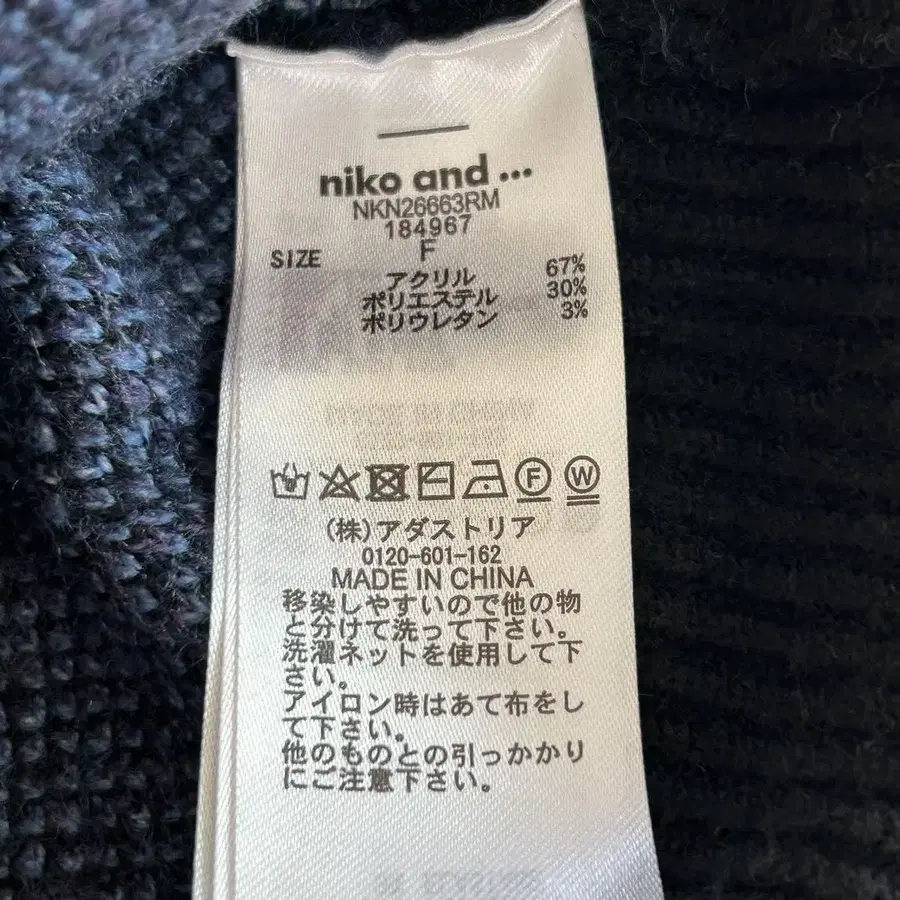 niko and ...
NKN26663RM
184967
SIZE F
アクリル 67%
ポリエステル 30%
ポリウレタン 3%
F W
(株)アダストリア
0120-601-162
MADE IN CHINA
移染しやすいので他の物
と分けて洗って下さい。
洗濯ネットを使用して下
さい。
アイロン時はあて布をし
て下さい。
他のものとの引っかかり
にご注意下さい。